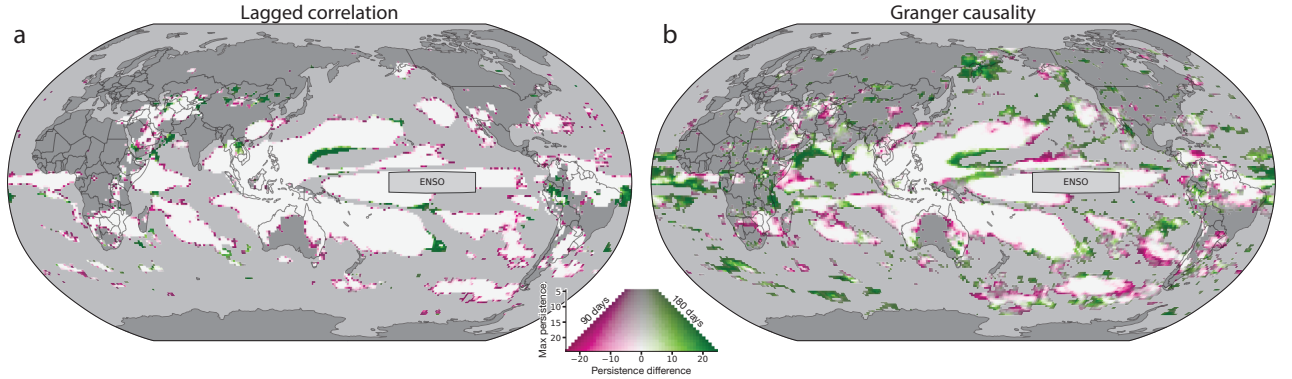 Lagged correlation
Granger causality
a
b
ENSO
ENSO
Max persistence
5
10
15
20
90 days
180 days
−20 −10 0 10 20
Persistence difference